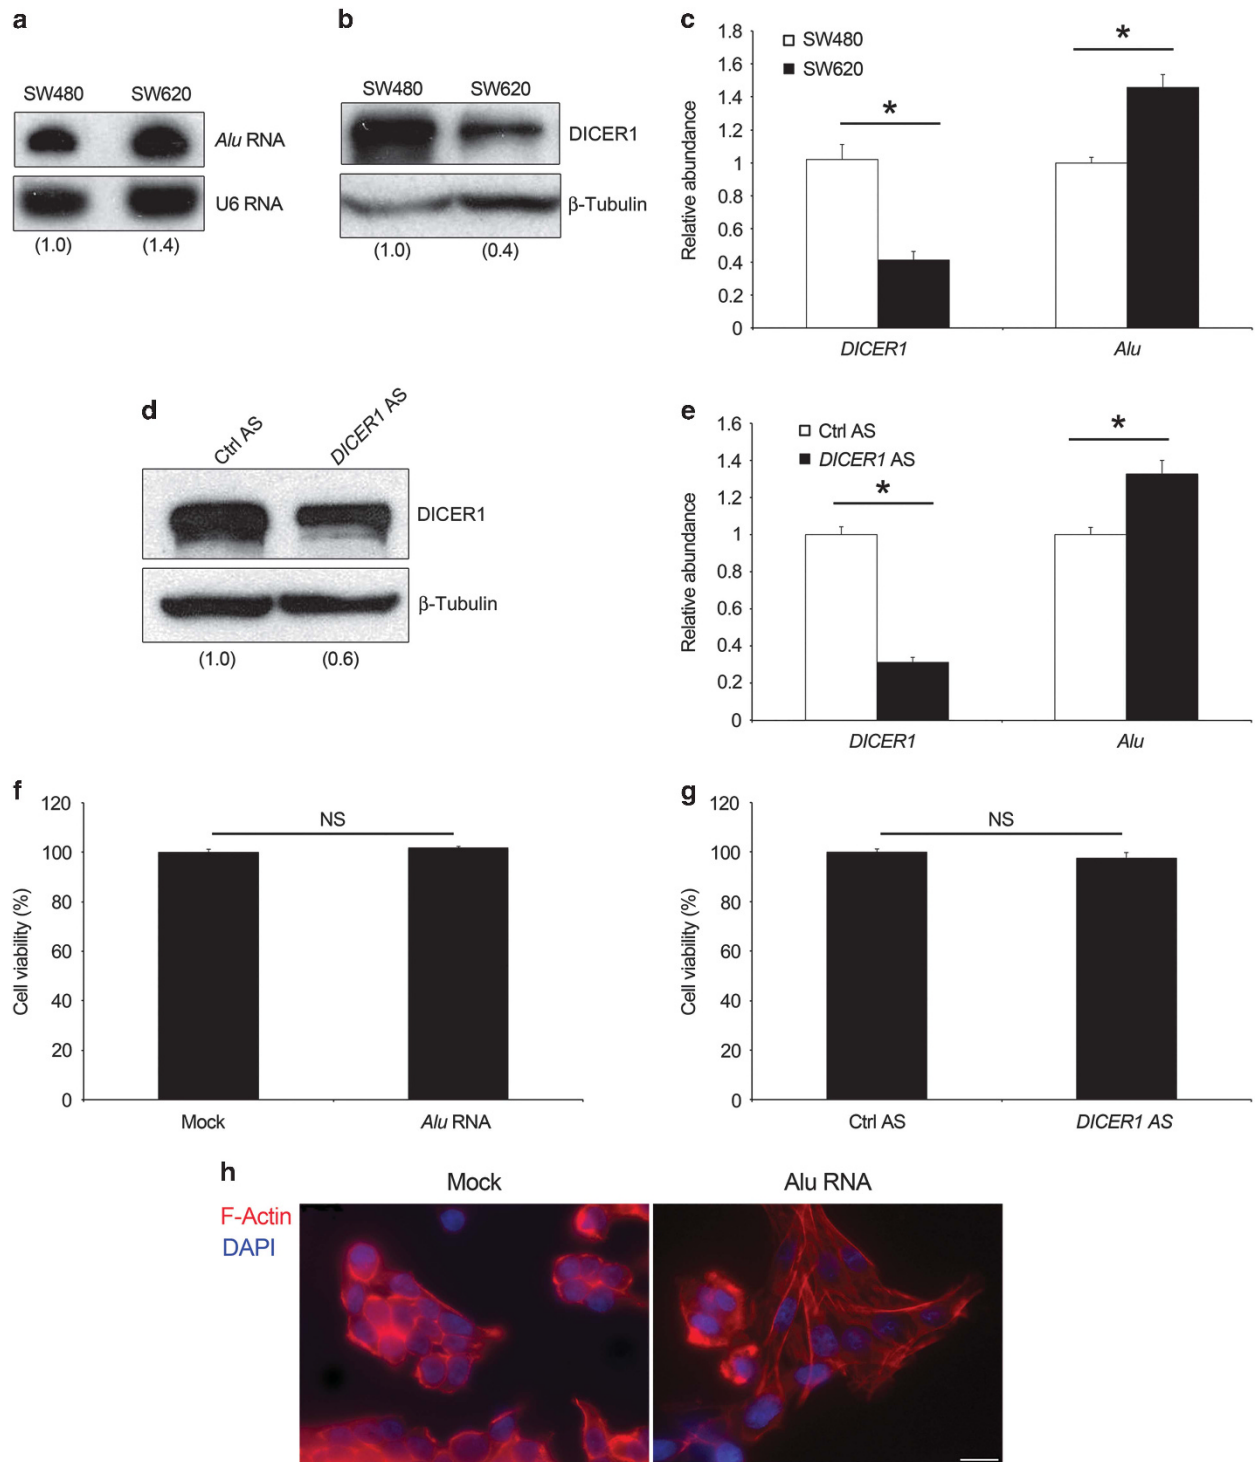 a
SW480 SW620
Alu RNA
U6 RNA
(1.0) (1.4)
b
SW480 SW620
DICER1
β-Tubulin
(1.0) (0.4)
c
SW480
SW620
Relative abundance
1.8
1.6
1.4
1.2
1
0.8
0.6
0.4
0.2
0
* *
DICER1 Alu
d
Ctrl AS DICER1 AS
DICER1
β-Tubulin
(1.0) (0.6)
e
Ctrl AS
DICER1 AS
Relative abundance
1.6
1.4
1.2
1
0.8
0.6
0.4
0.2
0
* *
DICER1 Alu
f
Cell viability (%)
120
100
80
60
40
20
0
NS
Mock Alu RNA
g
Cell viability (%)
120
100
80
60
40
20
0
NS
Ctrl AS DICER1 AS
h
Mock Alu RNA
F-Actin
DAPI